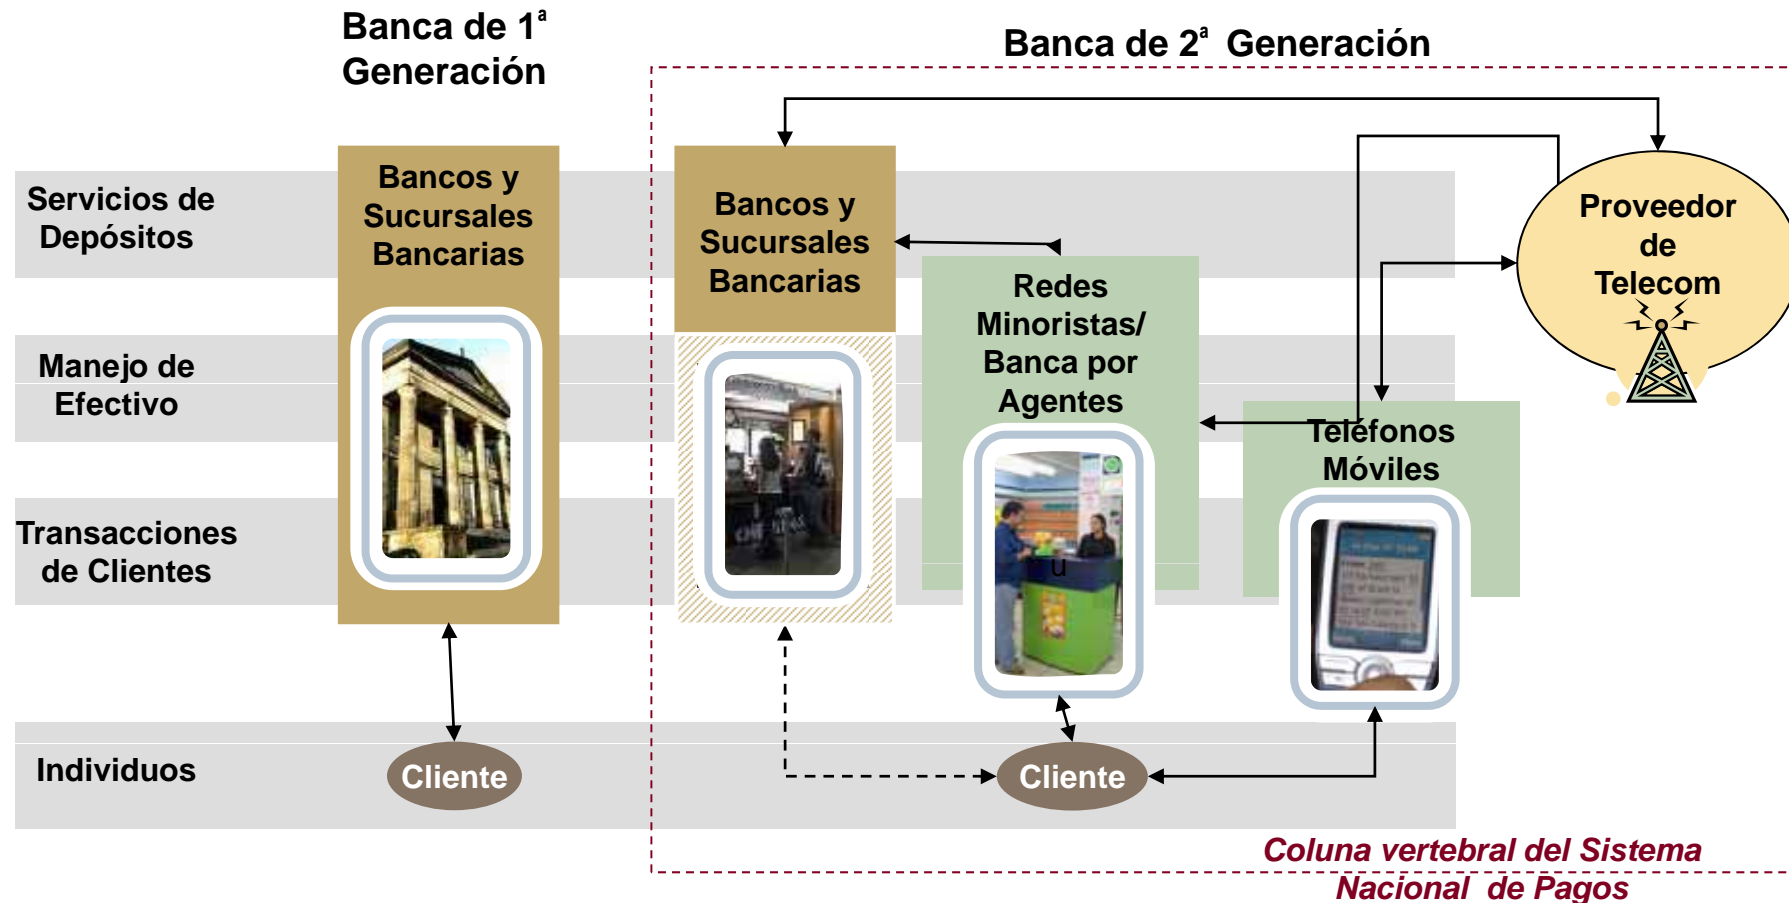 Banca de 1ª
Generación
Banca de 2ª Generación
Servicios de
Depósitos
Manejo de
Efectivo
Transacciones
de Clientes
Individuos
Bancos y
Sucursales
Bancarias
Cliente
Bancos y
Sucursales
Bancarias
Redes
Minoristas/
Banca por
Agentes
u
Teléfonos
Móviles
Proveedor
de
Telecom
Cliente
Coluna vertebral del Sistema
Nacional de Pagos